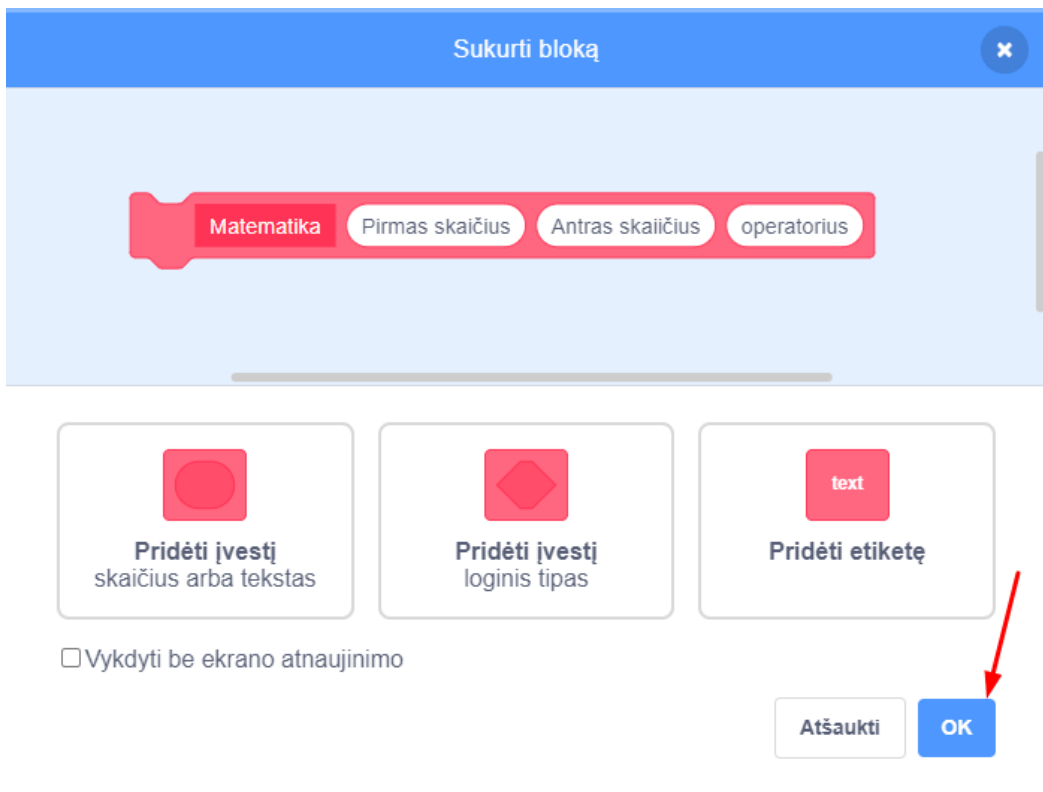 Sukurti bloką
Matematika Pirmas skaičius Antras skaiičius operatorius
text
Pridėti įvestį
skaičius arba tekstas
Pridėti įvestį
loginis tipas
Pridėti etiketę
Vykdyti be ekrano atnaujinimo
Atšaukti OK